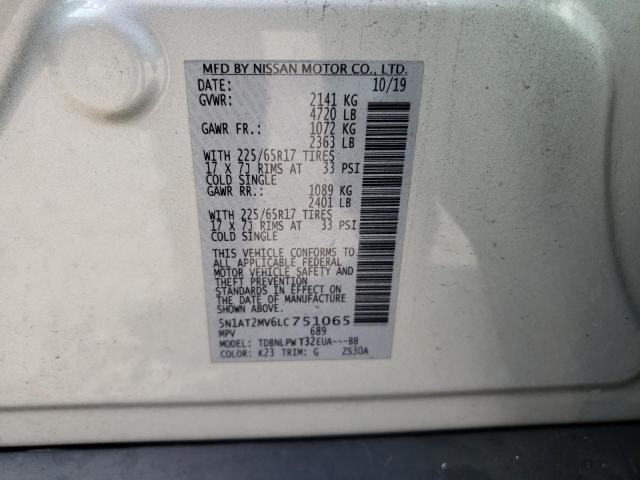 MFD BY NISSAN MOTOR CO., LTD.
DATE: 10/19
GVWR: 2141 KG
4720 LB
GAWR FR.: 1072 KG
2363 LB
WITH 225/65R17 TIRES
17 X 7J RIMS AT 33 PSI
COLD SINGLE
GAWR RR.: 1089 KG
2401 LB
WITH 225/65R17 TIRES
17 X 7J RIMS AT 33 PSI
COLD SINGLE
THIS VEHICLE CONFORMS TO
ALL APPLICABLE FEDERAL
MOTOR VEHICLE SAFETY AND
THEFT PREVENTION
STANDARDS IN EFFECT ON
THE DATE OF MANUFACTURE
SHOWN ABOVE.
5N1AT2MV6LC751065
MPV 689
MODEL: TDBNLPW T32EUA---BB
COLOR: K23 TRIM: G ZS30A